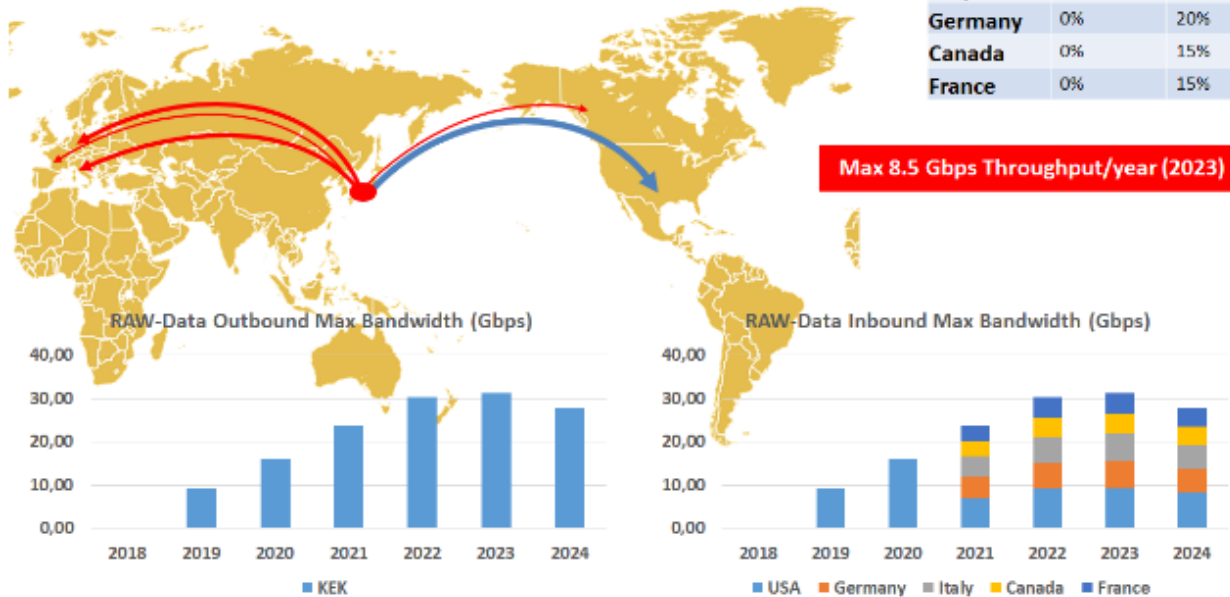 Germany 0% 20%
Canada 0% 15%
France 0% 15%
Max 8.5 Gbps Throughput/year (2023)
RAW-Data Outbound Max Bandwidth (Gbps)
40,00
30,00
20,00
10,00
0,00
2018 2019 2020 2021 2022 2023 2024
KEK
RAW-Data Inbound Max Bandwidth (Gbps)
40,00
30,00
20,00
10,00
0,00
2018 2019 2020 2021 2022 2023 2024
USA Germany Italy Canada France